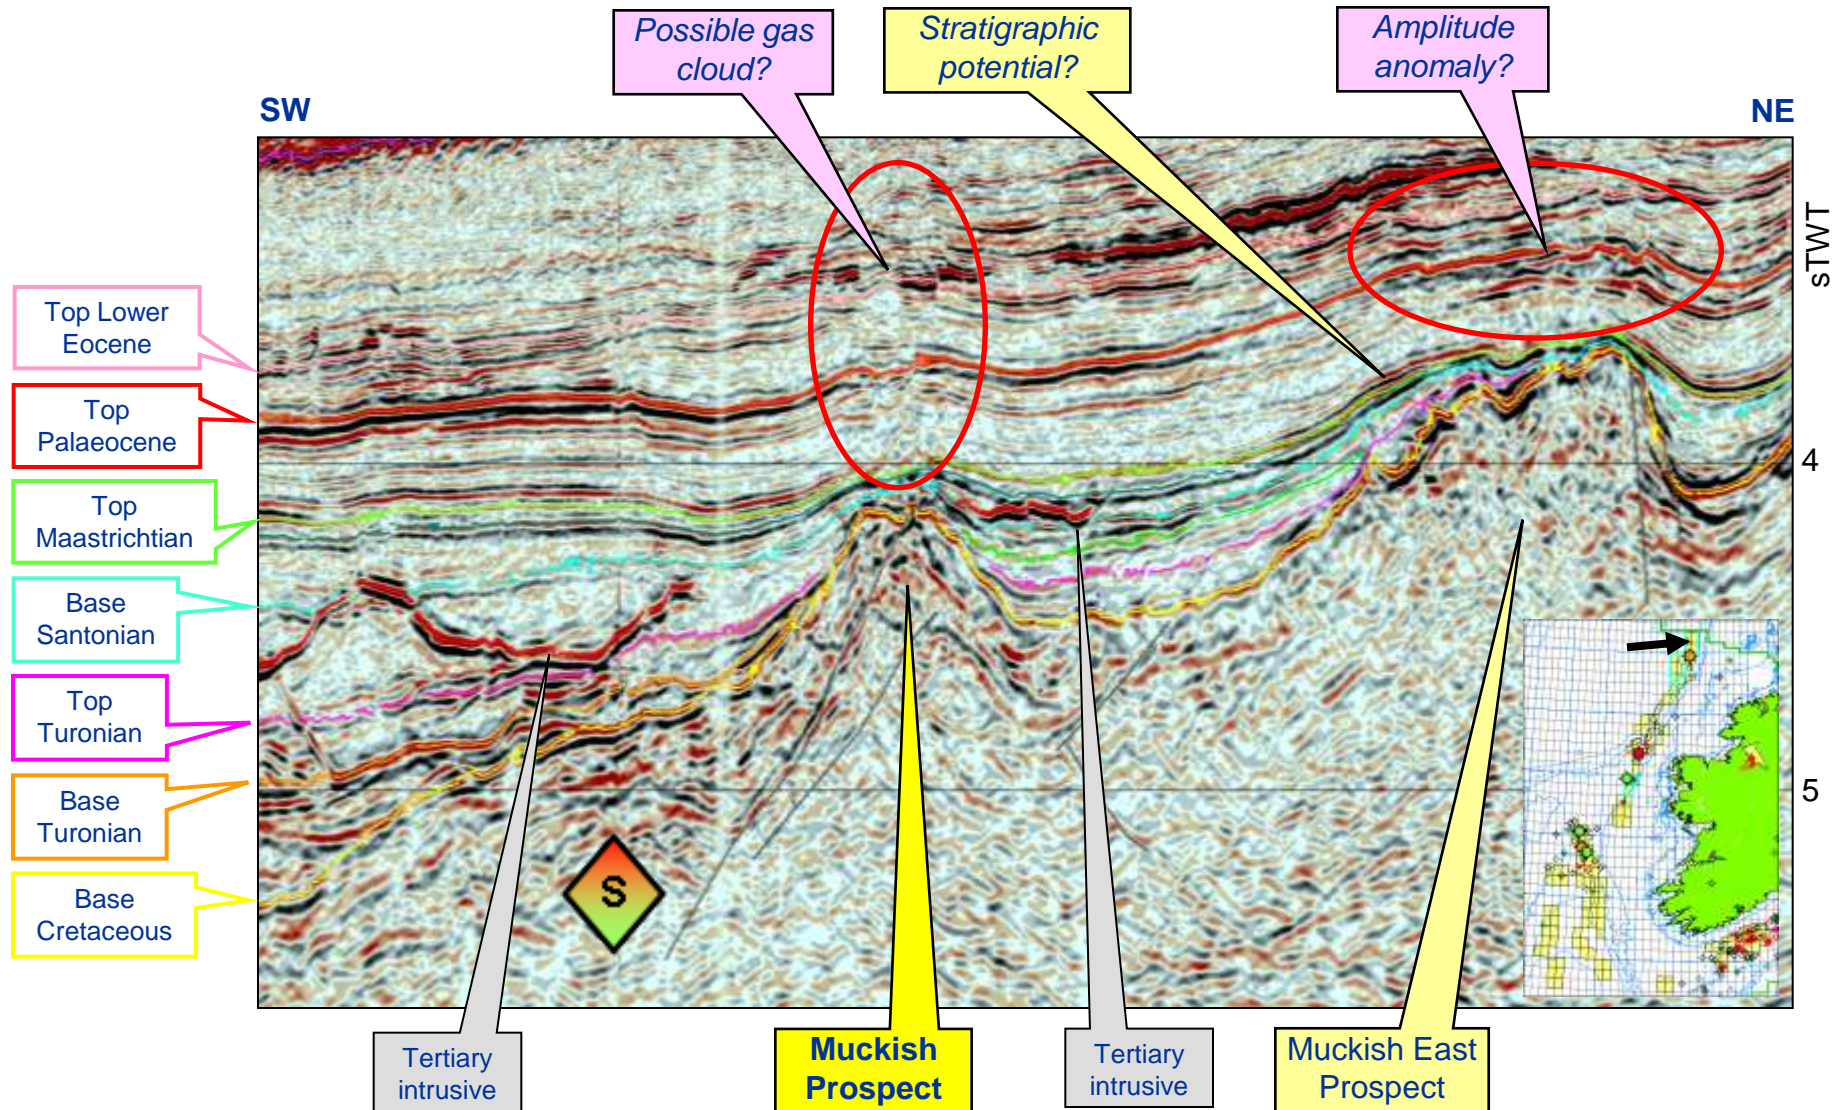 Possible gas
cloud?
Stratigraphic
potential?
Amplitude
anomaly?
SW
NE
sTWT
Top Lower
Eocene
Top
Palaeocene
Top
Maastrichtian
Base
Santonian
Top
Turonian
Base
Turonian
Base
Cretaceous
4
5
S
Tertiary
intrusive
Muckish
Prospect
Tertiary
intrusive
Muckish East
Prospect